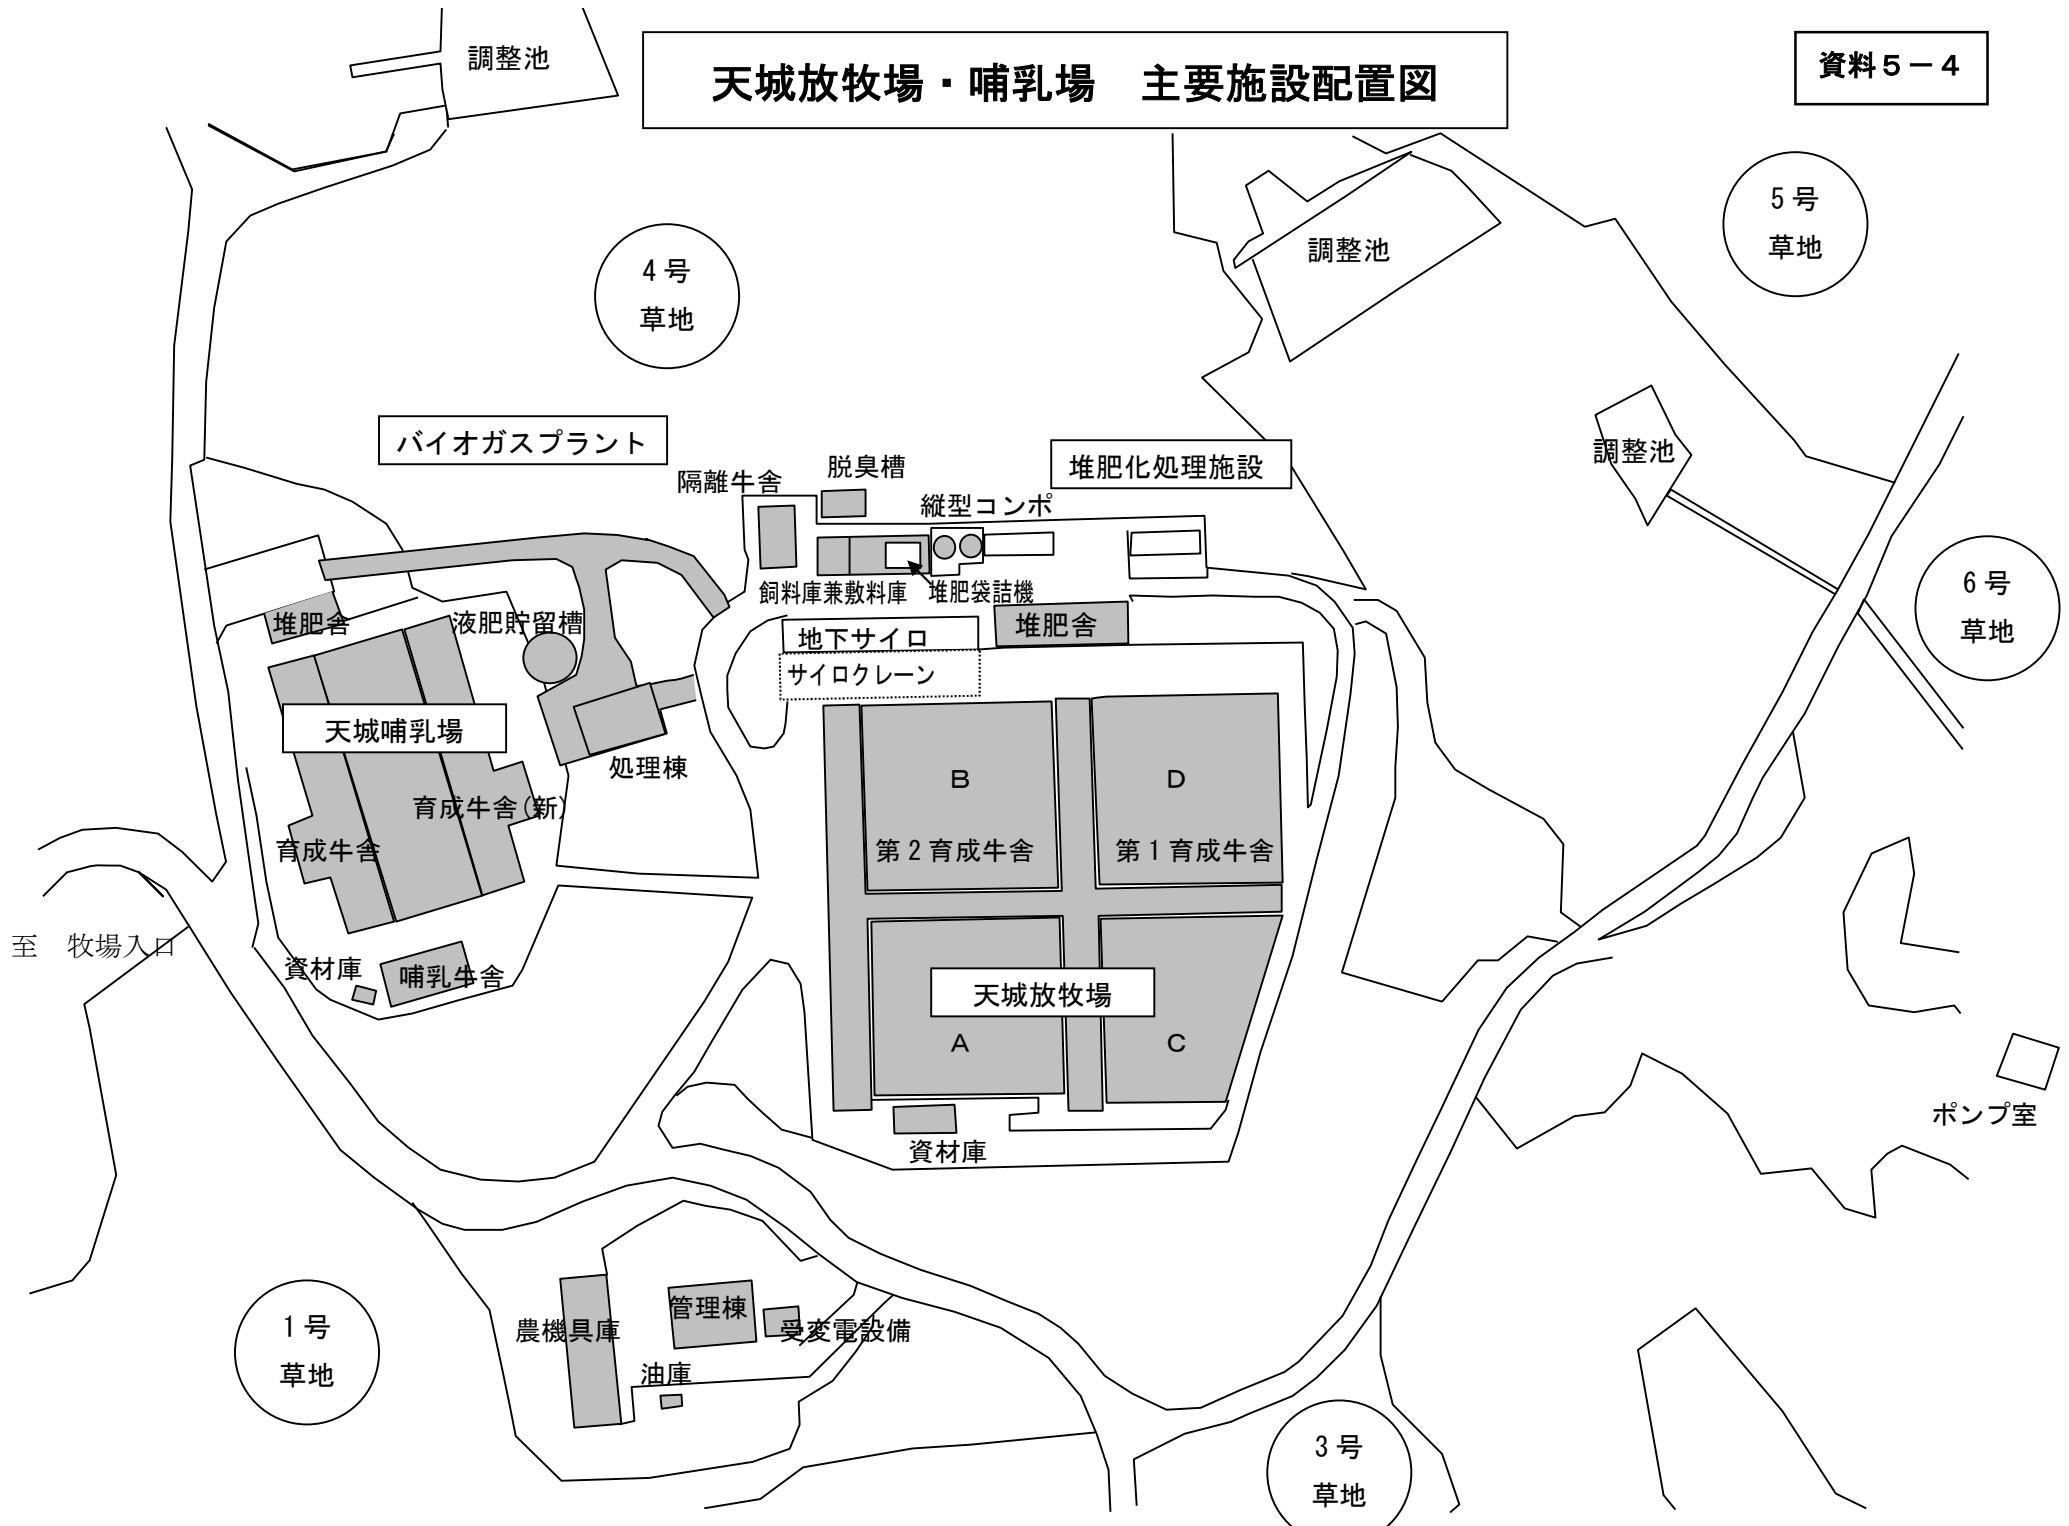 調整池
天城放牧場・哺乳場　主要施設配置図
資料５－４
5号
草地
調整池
4号
草地
バイオガスプラント
堆肥化処理施設
調整池
隔離牛舎
脱臭槽
縦型コンポ
飼料庫兼敷料庫
堆肥袋詰機
6号
草地
堆肥舎
液肥貯留槽
地下サイロ
堆肥舎
サイロクレーン
天城哺乳場
処理棟
B
D
育成牛舎(新)
育成牛舎
第2育成牛舎
第1育成牛舎
至　牧場入口
資材庫
哺乳牛舎
天城放牧場
A
C
資材庫
ポンプ室
1号
草地
農機具庫
管理棟
受変電設備
油庫
3号
草地